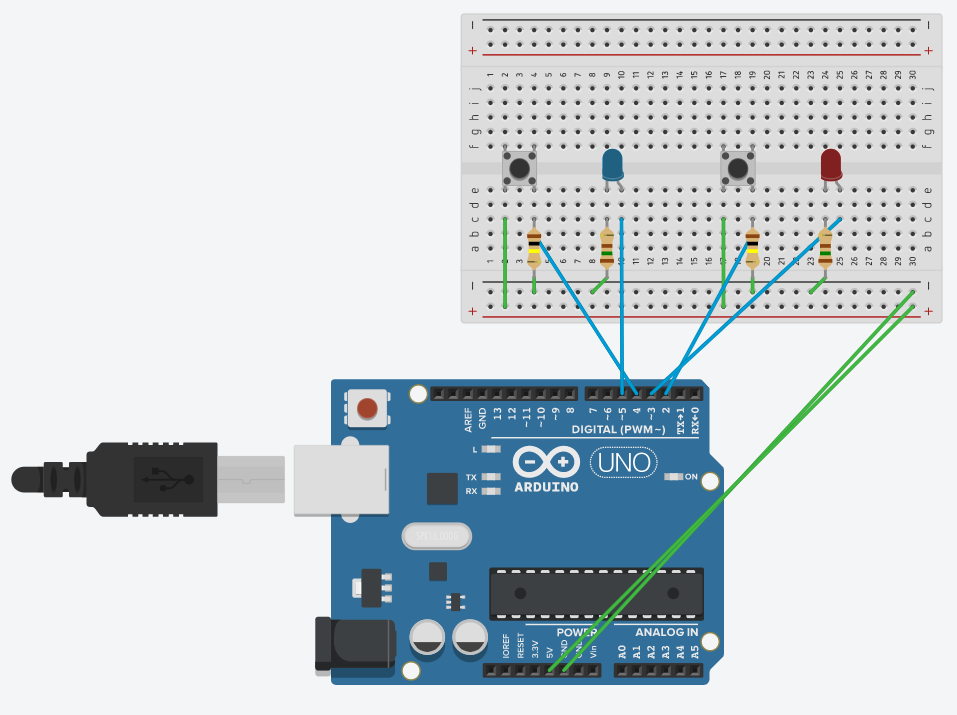 − −
+ +
1 2 3 4 5 6 7 8 9 10 11 12 13 14 15 16 17 18 19 20 21 22 23 24 25 26 27 28 29 30
j j
i i
h h
g g
f f
e e
d d
c c
b b
a a
1 3 4 5 6 7 8 9 10 11 12 13 14 15 16 18 19 20 21 22 23 24 25 26 27 28 29 30
− −
+ +
AREF GND 13 12 ~11 ~10 ~9 8 7 ~6 ~5 4 ~3 2 TX→1 RX←0
DIGITAL (PWM ~)
L
TX
RX
ARDUINO
UNO
ON
POWER ANALOG IN
IOREF RESET 3.3V 5V GND GND Vin A0 A1 A2 A3 A4 A5